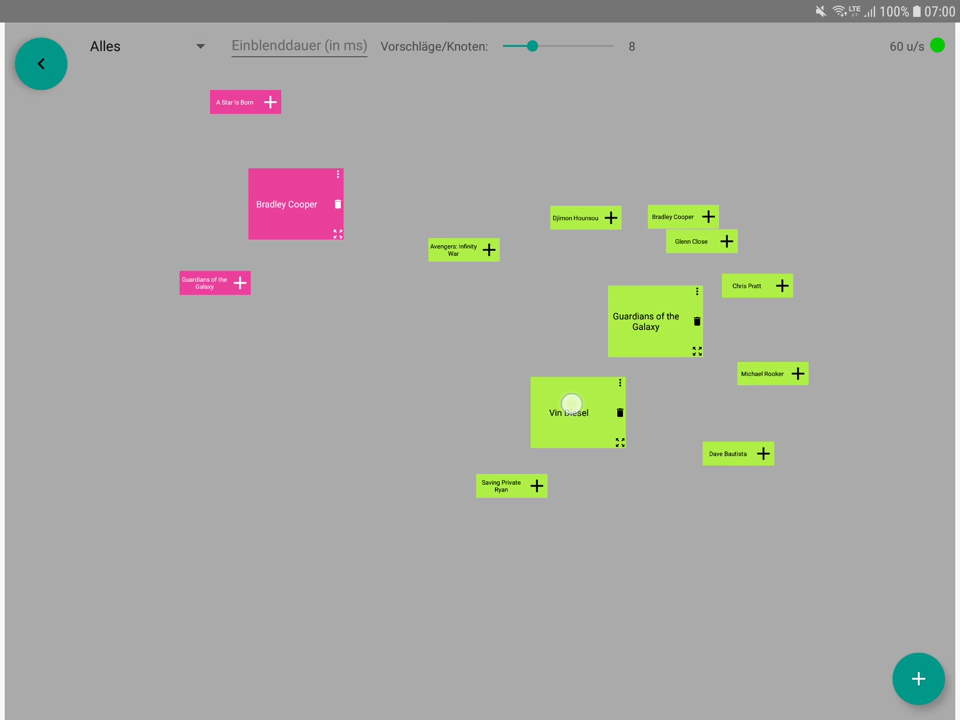 LTE 100% 07:00
Alles Einblenddauer (in ms) Vorschläge/Knoten: 8 60 u/s
A Star Is Born
Bradley Cooper
Djimon Hounsou
Bradley Cooper
Glenn Close
Avengers: Infinity
War
Guardians of the
Galaxy
Chris Pratt
Guardians of the
Galaxy
Michael Rooker
Vin Diesel
Dave Bautista
Saving Private
Ryan